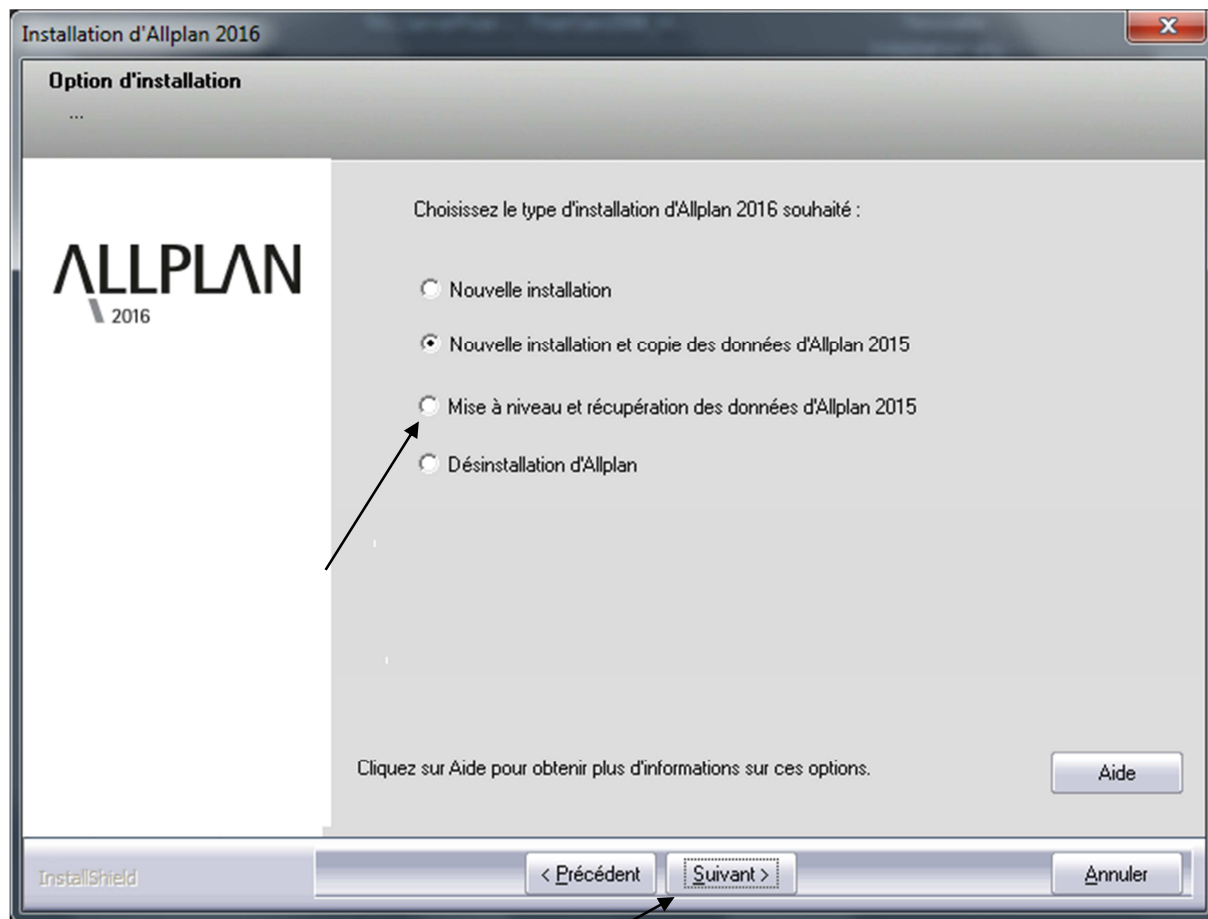 Installation d'Allplan 2016
Option d'installation
...
ALLPLAN
2016
Choisissez le type d'installation d'Allplan 2016 souhaité :
Nouvelle installation
Nouvelle installation et copie des données d'Allplan 2015
Mise à niveau et récupération des données d'Allplan 2015
Désinstallation d'Allplan
Cliquez sur Aide pour obtenir plus d'informations sur ces options.
Aide
InstallShield
< Précédent
Suivant >
Annuler